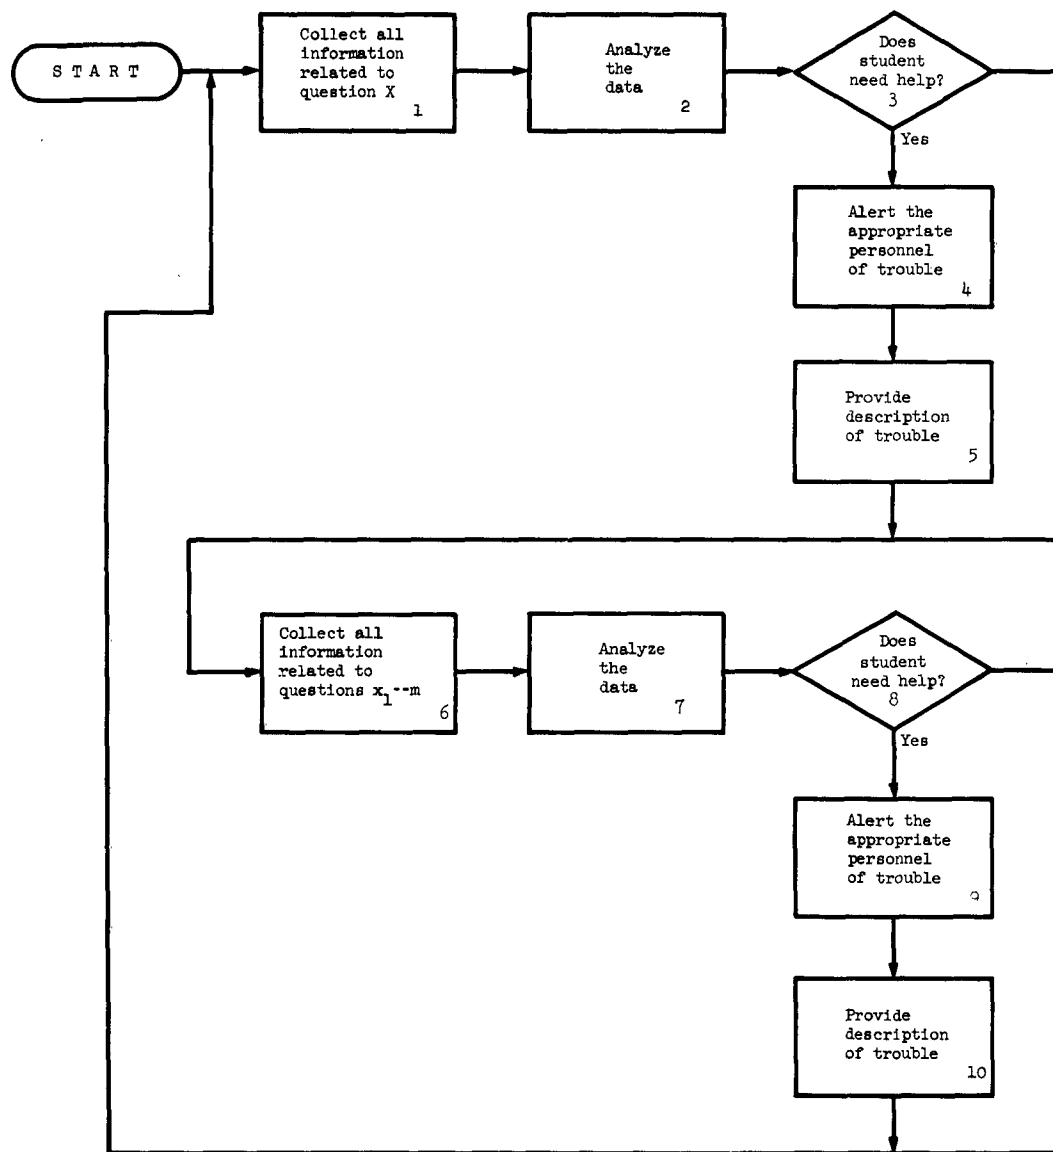 S T A R T
Collect all
information
related to
question X
1
Analyze
the
data
2
Does
student
need help?
3
Yes
Alert the
appropriate
personnel
of trouble
4
Provide
description
of trouble
5
Collect all
information
related to
questions x1--m
6
Analyze
the
data
7
Does
student
need help?
8
Yes
Alert the
appropriate
personnel
of trouble
9
Provide
description
of trouble
10